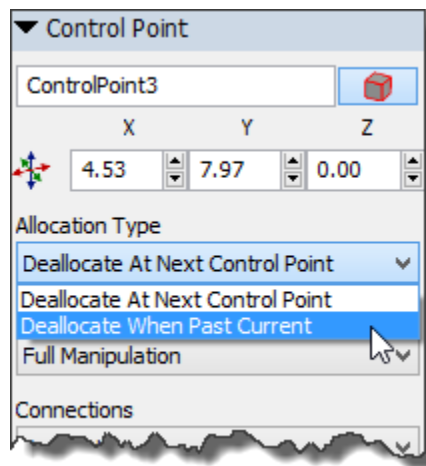 Control Point
ControlPoint3
X Y Z
4.53 7.97 0.00
Allocation Type
Deallocate At Next Control Point
Deallocate At Next Control Point
Deallocate When Past Current
Full Manipulation
Connections